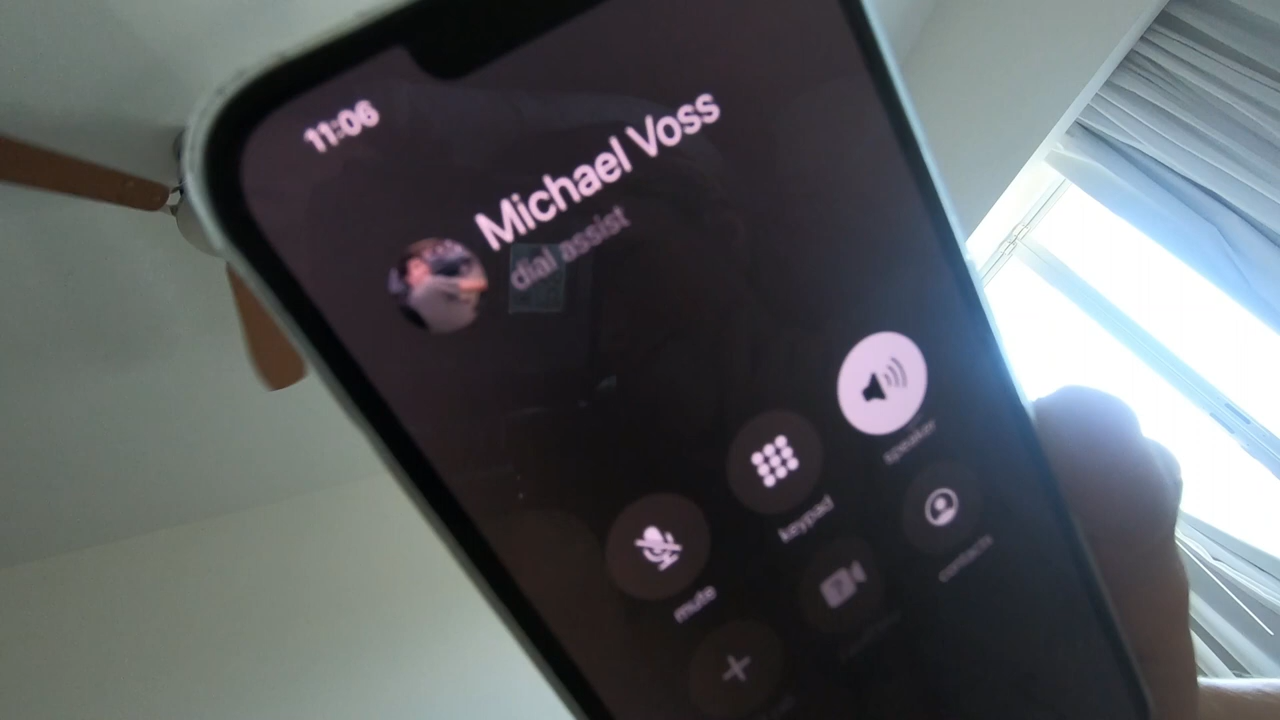 11:06
Michael Voss
dial assist
speaker
keypad
mute
contacts